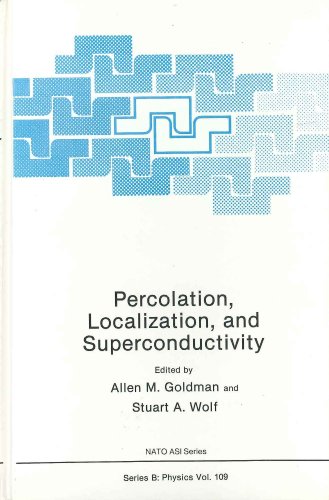 Percolation,
Localization, and
Superconductivity
Edited by
Allen M. Goldman and
Stuart A. Wolf
NATO ASI Series
Series B: Physics Vol. 109